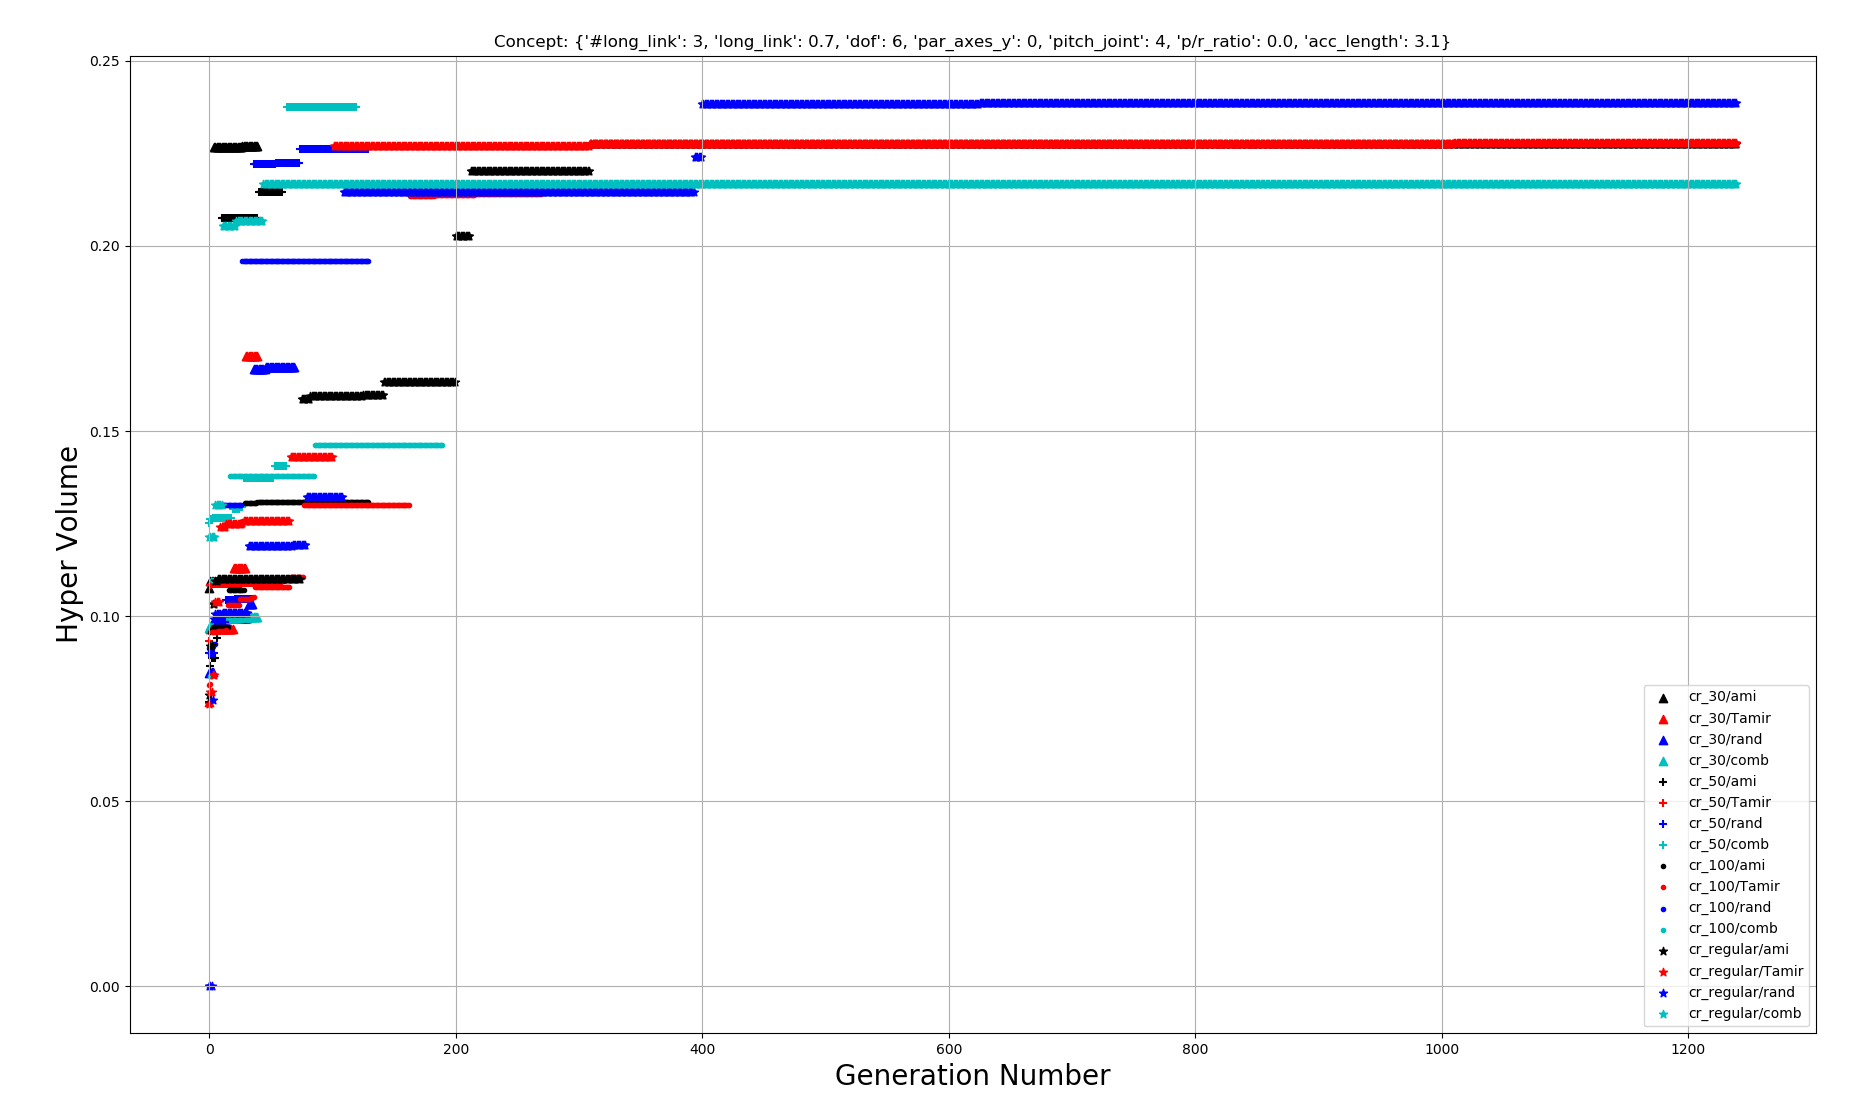 Concept: {'#long_link': 3, 'long_link': 0.7, 'dof': 6, 'par_axes_y': 0, 'pitch_joint': 4, 'p/r_ratio': 0.0, 'acc_length': 3.1}
Hyper Volume
0.25
0.20
0.15
0.10
0.05
0.00
0 200 400 600 800 1000 1200
Generation Number
cr_30/ami
cr_30/Tamir
cr_30/rand
cr_30/comb
cr_50/ami
cr_50/Tamir
cr_50/rand
cr_50/comb
cr_100/ami
cr_100/Tamir
cr_100/rand
cr_100/comb
cr_regular/ami
cr_regular/Tamir
cr_regular/rand
cr_regular/comb